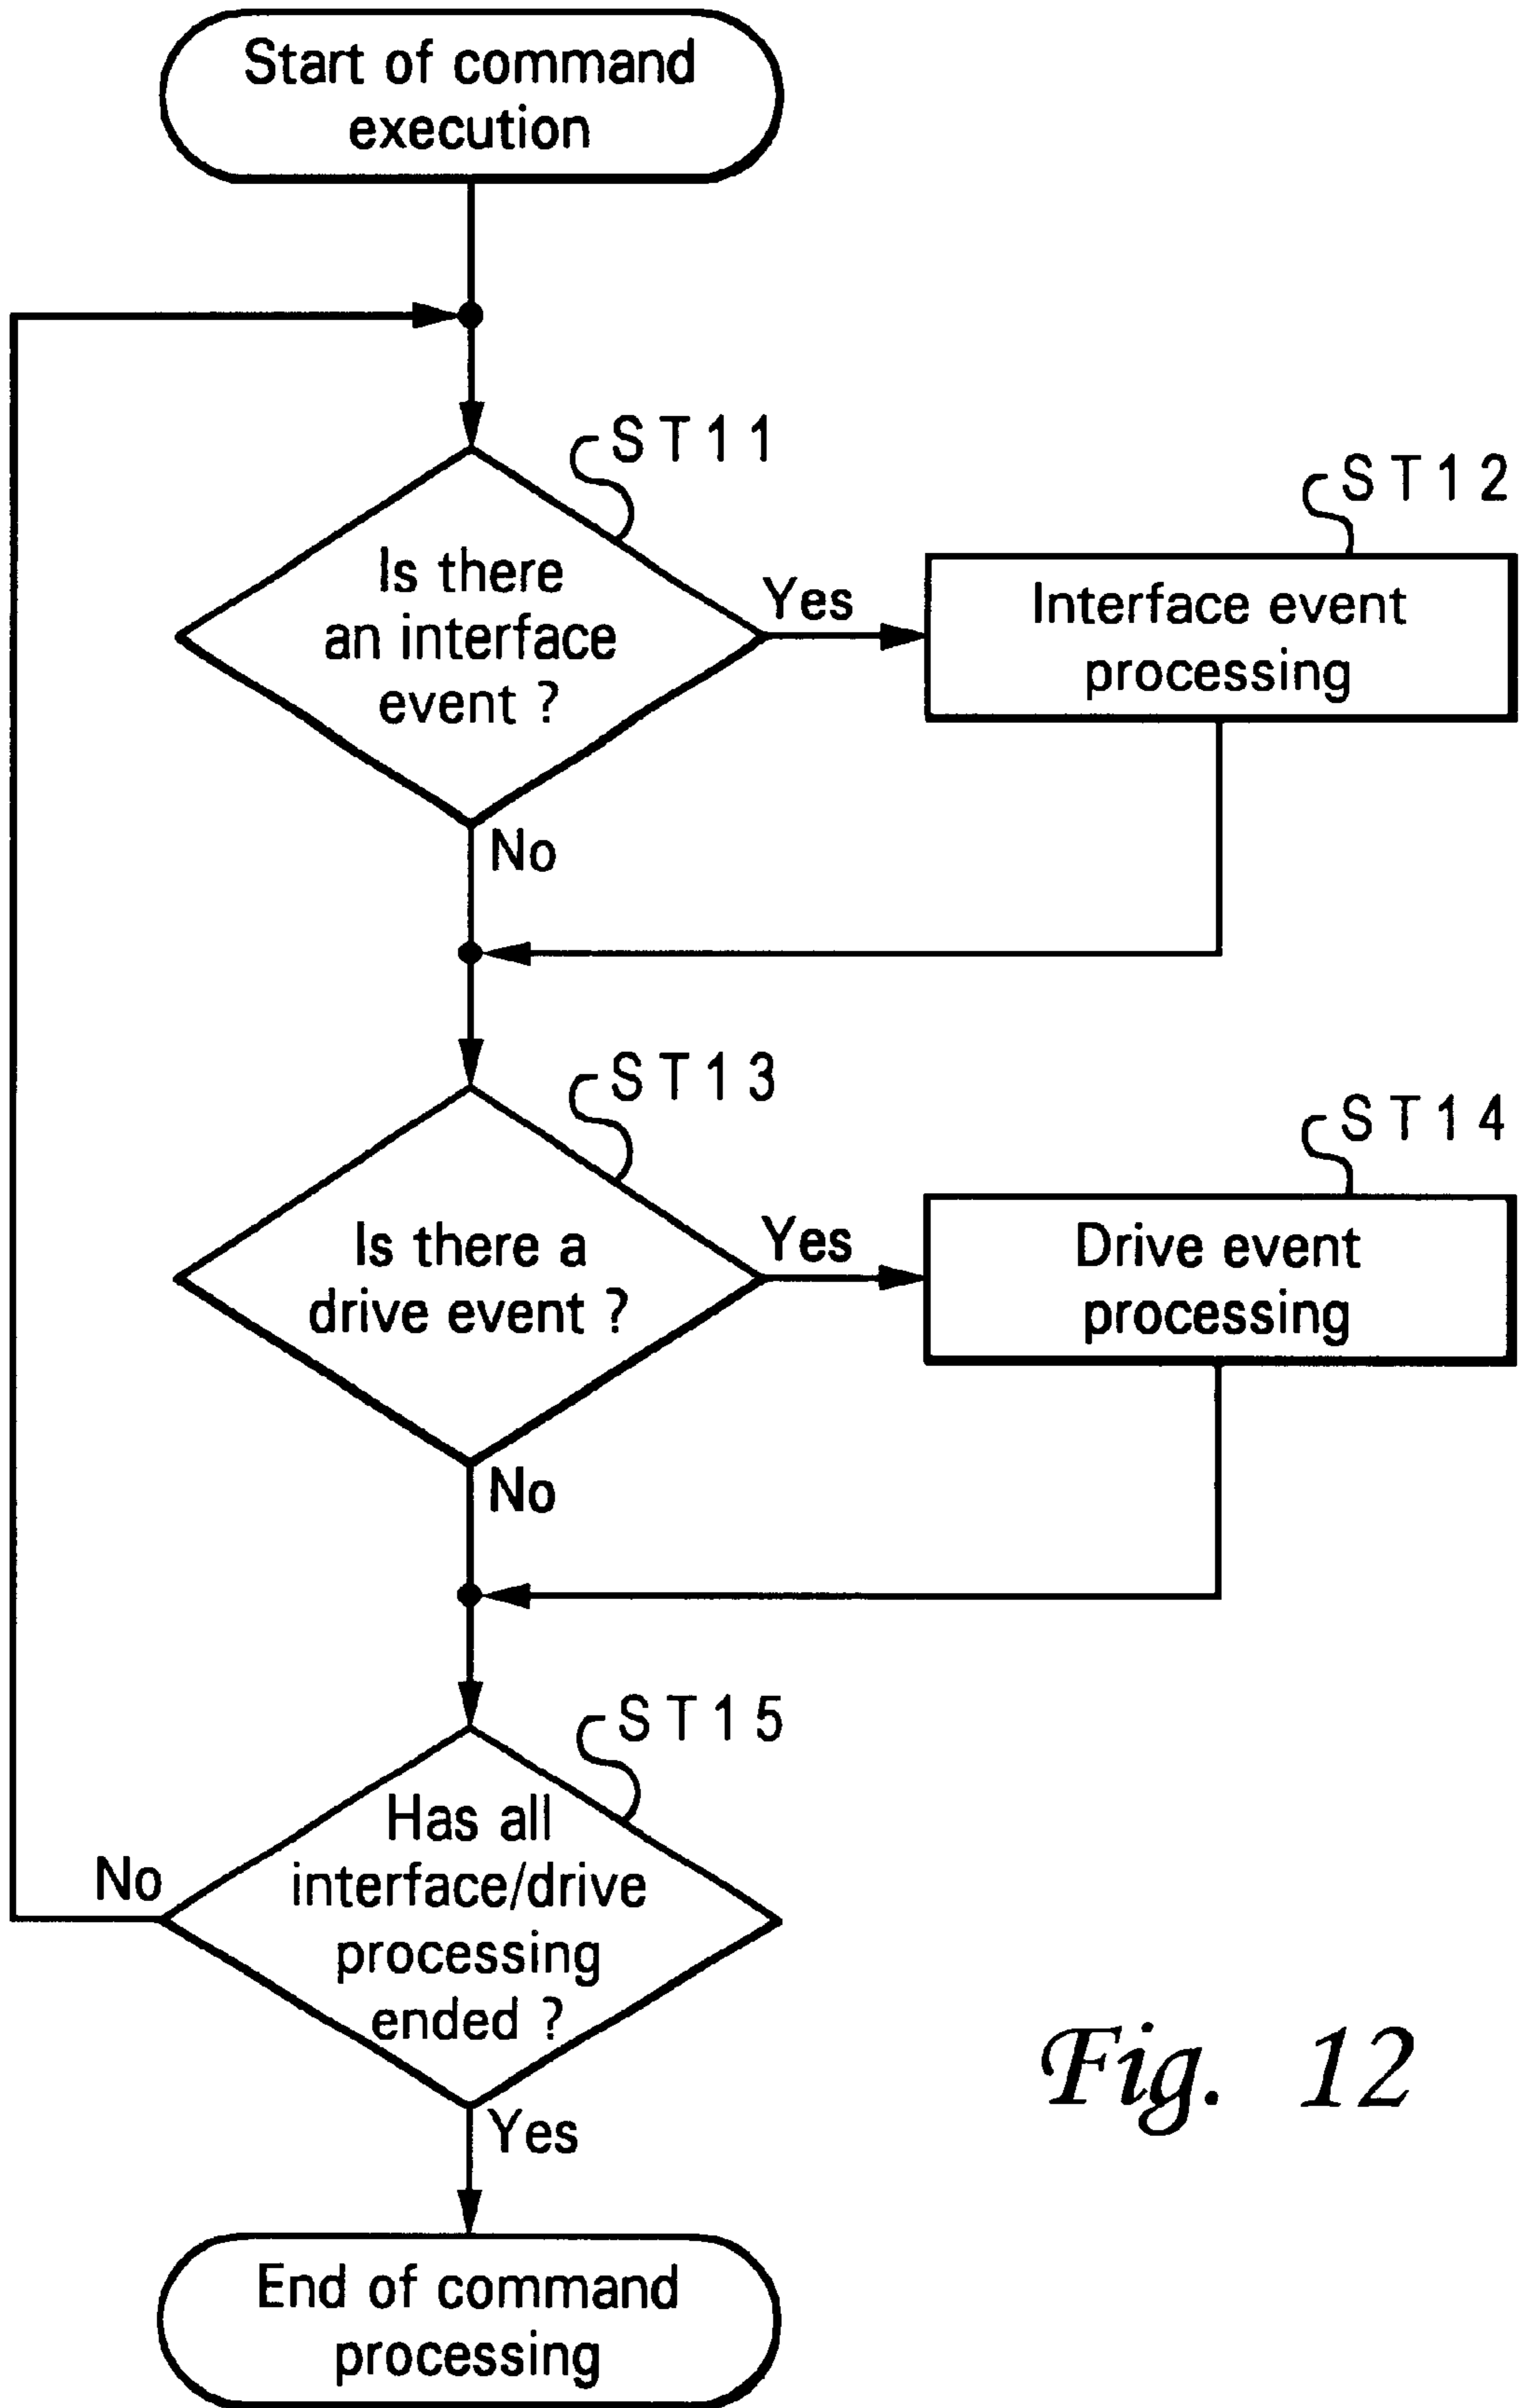 Start of command
execution
ST11
Is there
an interface
event ?
Yes
ST12
Interface event
processing
No
ST13
Is there a
drive event ?
Yes
ST14
Drive event
processing
No
ST15
Has all
interface/drive
processing
ended ?
No
Yes
End of command
processing
Fig. 12